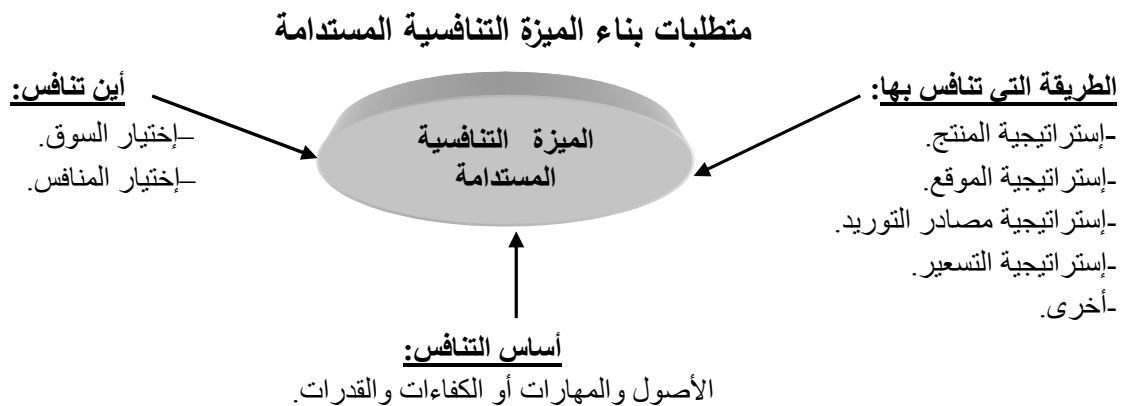 متطلبات بناء الميزة التنافسية المستدامة
الطريقة التي تنافس بها:
-إستراتيجية المنتج.
-إستراتيجية الموقع.
-إستراتيجية مصادر التوريد.
-إستراتيجية التسعير.
-أخرى.
الميزة التنافسية
المستدامة
أين تنافس:
–إختيار السوق.
–إختيار المنافس.
أساس التنافس:
الأصول والمهارات أو الكفاءات والقدرات.